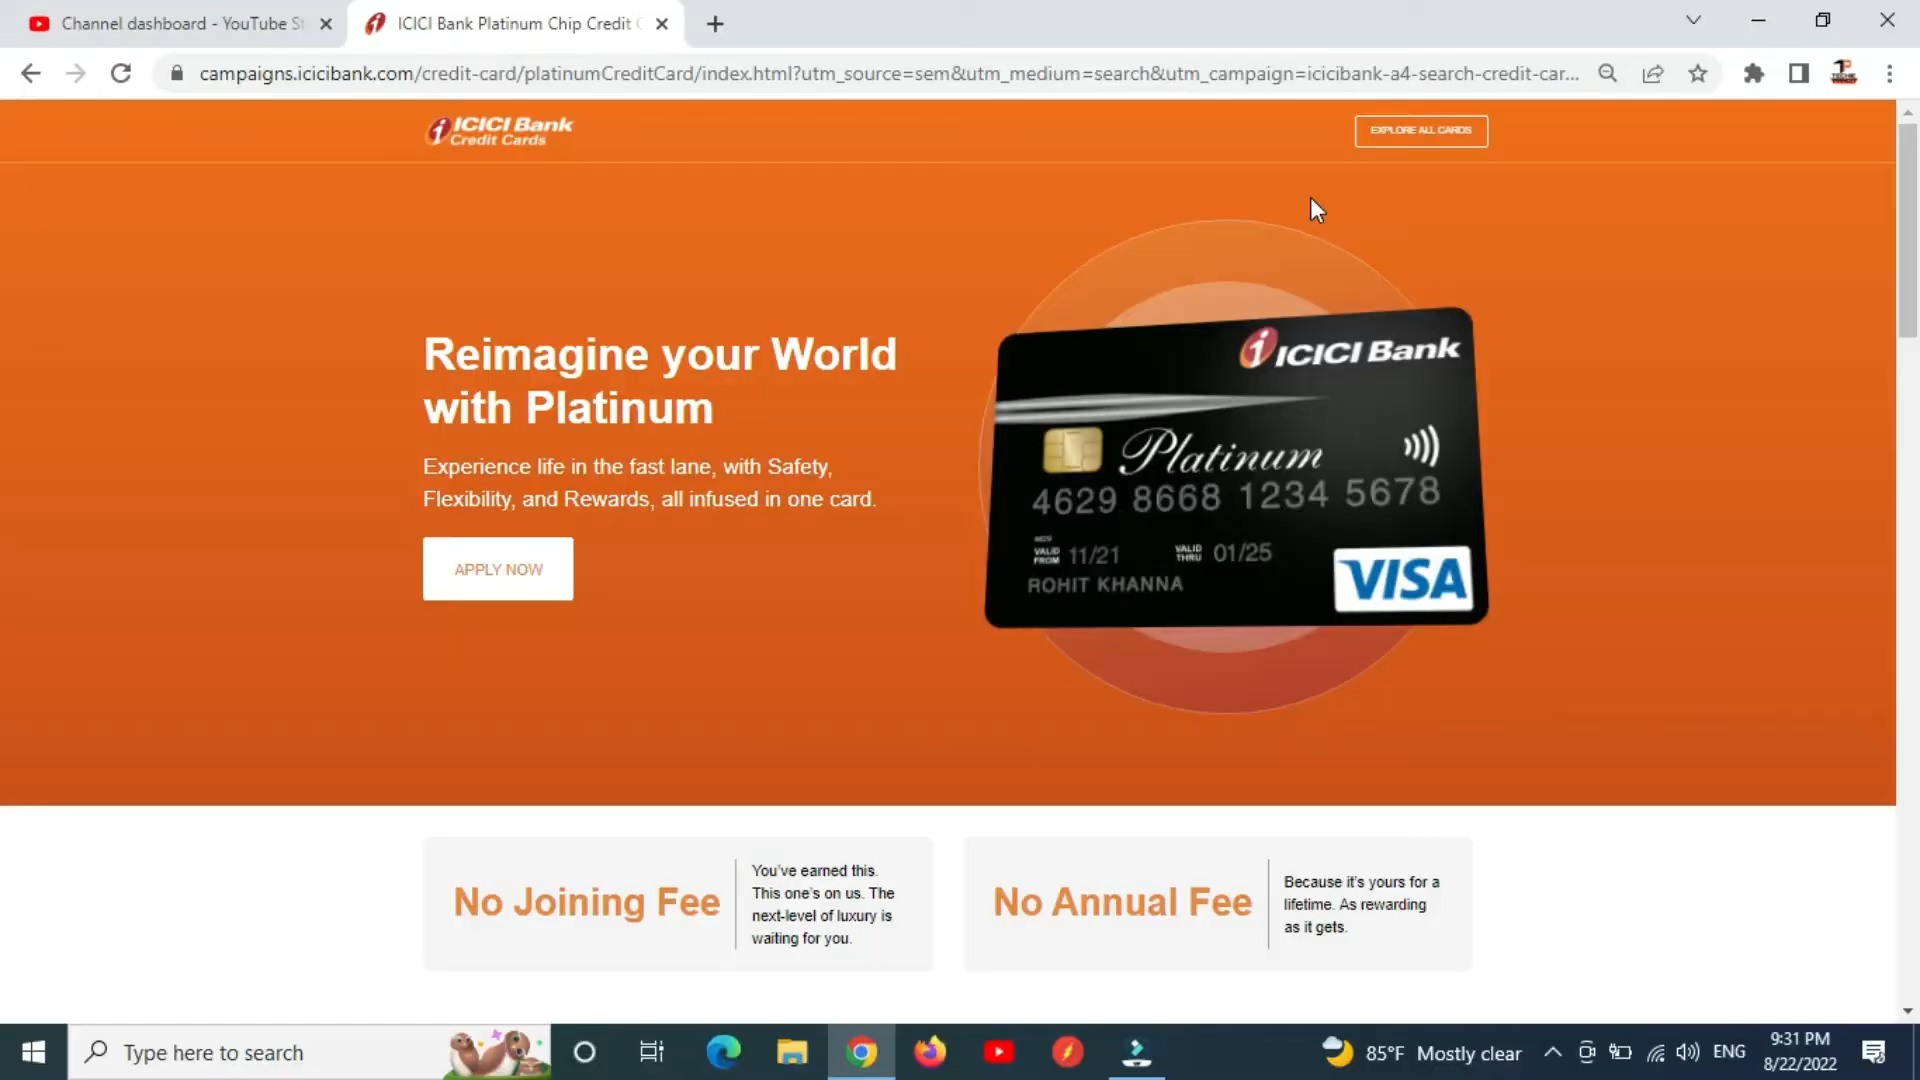 Channel dashboard - YouTube St
ICICI Bank Platinum Chip Credit C
campaigns.icicibank.com/credit-card/platinumCreditCard/index.html?utm_source=sem&utm_medium=search&utm_campaign=icicibank-a4-search-credit-car...
ICICI Bank
Credit Cards
EXPLORE ALL CARDS
Reimagine your World
with Platinum
Experience life in the fast lane, with Safety,
Flexibility, and Rewards, all infused in one card.
APPLY NOW
ICICI Bank
Platinum
4629 8668 1234 5678
4629
VALID FROM 11/21 VALID THRU 01/25
ROHIT KHANNA
VISA
No Joining Fee
You've earned this.
This one's on us. The
next-level of luxury is
waiting for you.
No Annual Fee
Because it's yours for a
lifetime. As rewarding
as it gets.
Type here to search
85°F Mostly clear
ENG
9:31 PM
8/22/2022